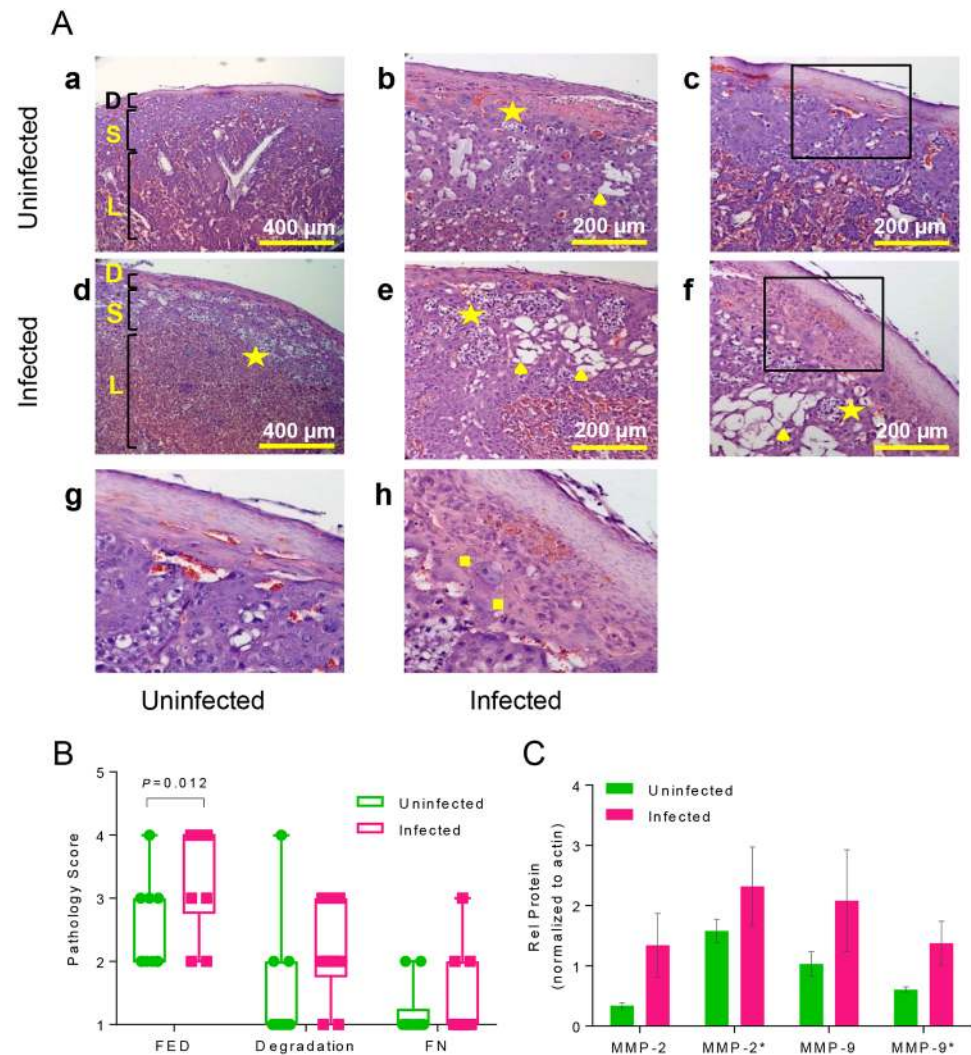 A
Uninfected
a
D
S
L
400 µm
b
200 µm
c
200 µm
Infected
d
D
S
L
400 µm
e
200 µm
f
200 µm
g
h
Uninfected
Infected
B
Pathology Score
5
4
3
2
1
P=0.012
Uninfected
Infected
FED
Degradation
FN
C
Rel Protein
(normalized to actin)
4
3
2
1
0
Uninfected
Infected
MMP-2
MMP-2*
MMP-9
MMP-9*